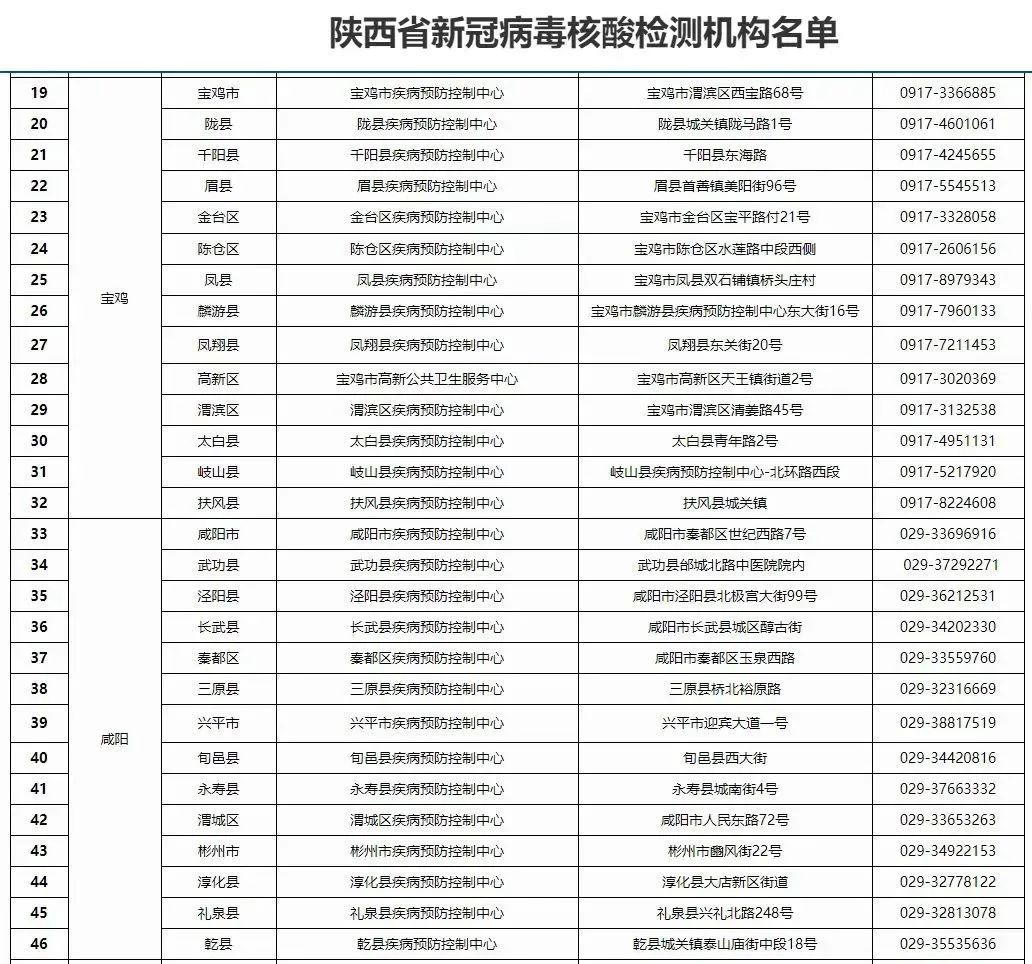 陕西省新冠病毒核酸检测机构名单
19 宝鸡市 宝鸡市疾病预防控制中心 宝鸡市渭滨区西宝路68号 0917-3366885
20 陇县 陇县疾病预防控制中心 陇县城关镇陇马路1号 0917-4601061
21 千阳县 千阳县疾病预防控制中心 千阳县东海路 0917-4245655
22 眉县 眉县疾病预防控制中心 眉县首善镇美阳街96号 0917-5545513
23 金台区 金台区疾病预防控制中心 宝鸡市金台区宝平路付21号 0917-3328058
24 陈仓区 陈仓区疾病预防控制中心 宝鸡市陈仓区水莲路中段西侧 0917-2606156
25 凤县 凤县疾病预防控制中心 宝鸡市凤县双石铺镇桥头庄村 0917-8979343
宝鸡
26 麟游县 麟游县疾病预防控制中心 宝鸡市麟游县疾病预防控制中心东大街16号 0917-7960133
27 凤翔县 凤翔县疾病预防控制中心 凤翔县东关街20号 0917-7211453
28 高新区 宝鸡市高新公共卫生服务中心 宝鸡市高新区天王镇街道2号 0917-3020369
29 渭滨区 渭滨区疾病预防控制中心 宝鸡市渭滨区清姜路45号 0917-3132538
30 太白县 太白县疾病预防控制中心 太白县青年路2号 0917-4951131
31 岐山县 岐山县疾病预防控制中心 岐山县疾病预防控制中心-北环路西段 0917-5217920
32 扶风县 扶风县疾病预防控制中心 扶风县城关镇 0917-8224608
33 咸阳市 咸阳市疾病预防控制中心 咸阳市秦都区世纪西路7号 029-33696916
34 武功县 武功县疾病预防控制中心 武功县邰城北路中医院院内 029-37292271
35 泾阳县 泾阳县疾病预防控制中心 咸阳市泾阳县北极宫大街99号 029-36212531
36 长武县 长武县疾病预防控制中心 咸阳市长武县城区醇古街 029-34202330
37 秦都区 秦都区疾病预防控制中心 咸阳市秦都区玉泉西路 029-33559760
38 三原县 三原县疾病预防控制中心 三原县桥北裕原路 029-32316669
39 兴平市 兴平市疾病预防控制中心 兴平市迎宾大道一号 029-38817519
咸阳
40 旬邑县 旬邑县疾病预防控制中心 旬邑县西大街 029-34420816
41 永寿县 永寿县疾病预防控制中心 永寿县城南街4号 029-37663332
42 渭城区 渭城区疾病预防控制中心 咸阳市人民东路72号 029-33653263
43 彬州市 彬州市疾病预防控制中心 彬州市豳风街22号 029-34922153
44 淳化县 淳化县疾病预防控制中心 淳化县大店新区街道 029-32778122
45 礼泉县 礼泉县疾病预防控制中心 礼泉县兴礼北路248号 029-32813078
46 乾县 乾县疾病预防控制中心 乾县城关镇泰山庙街中段18号 029-35535636